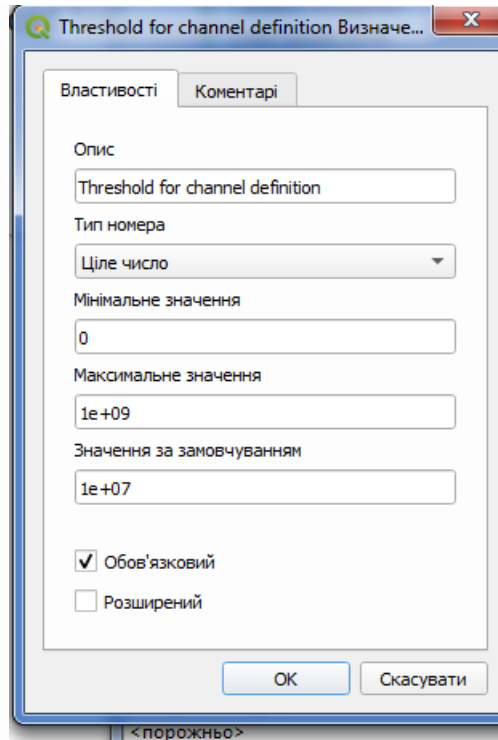 Threshold for channel definition Визначе...
Властивості
Коментарі
Опис
Threshold for channel definition
Тип номера
Ціле число
Мінімальне значення
0
Максимальне значення
1e+09
Значення за замовчуванням
1e+07
Обов'язковий
Розширений
OK
Скасувати
<порожньо>